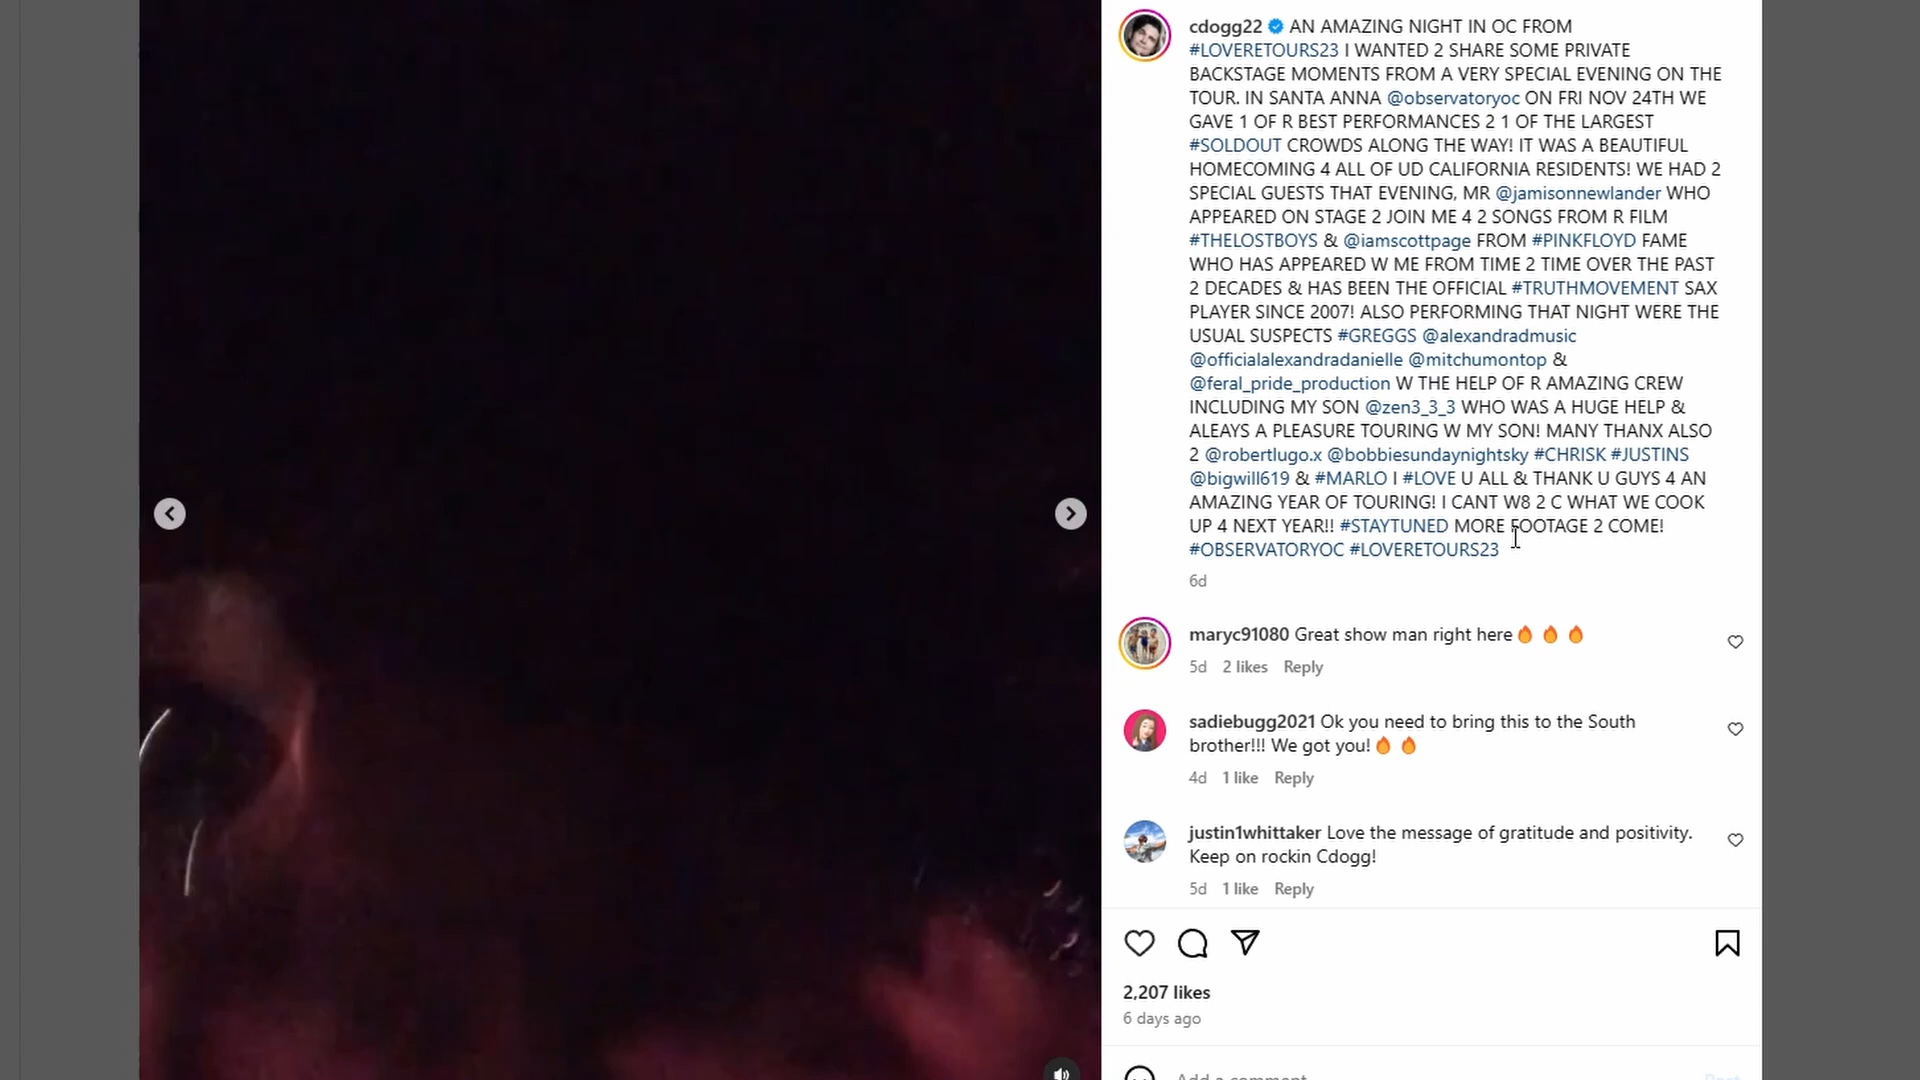 cdogg22 AN AMAZING NIGHT IN OC FROM
#LOVERETOURS23 I WANTED 2 SHARE SOME PRIVATE
BACKSTAGE MOMENTS FROM A VERY SPECIAL EVENING ON THE
TOUR. IN SANTA ANNA @observatoryoc ON FRI NOV 24TH WE
GAVE 1 OF R BEST PERFORMANCES 2 1 OF THE LARGEST
#SOLDOUT CROWDS ALONG THE WAY! IT WAS A BEAUTIFUL
HOMECOMING 4 ALL OF UD CALIFORNIA RESIDENTS! WE HAD 2
SPECIAL GUESTS THAT EVENING, MR @jamisonnewlander WHO
APPEARED ON STAGE 2 JOIN ME 4 2 SONGS FROM R FILM
#THELOSTBOYS & @iamscottpage FROM #PINKFLOYD FAME
WHO HAS APPEARED W ME FROM TIME 2 TIME OVER THE PAST
2 DECADES & HAS BEEN THE OFFICIAL #TRUTHMOVEMENT SAX
PLAYER SINCE 2007! ALSO PERFORMING THAT NIGHT WERE THE
USUAL SUSPECTS #GREGGS @alexandradmusic
@officialalexandradanielle @mitchumontop &
@feral_pride_production W THE HELP OF R AMAZING CREW
INCLUDING MY SON @zen3_3_3 WHO WAS A HUGE HELP &
ALEAYS A PLEASURE TOURING W MY SON! MANY THANX ALSO
2 @robertlugo.x @bobbiesundaynightsky #CHRISK #JUSTINS
@bigwill619 & #MARLO I #LOVE U ALL & THANK U GUYS 4 AN
AMAZING YEAR OF TOURING! I CANT W8 2 C WHAT WE COOK
UP 4 NEXT YEAR!! #STAYTUNED MORE FOOTAGE 2 COME!
#OBSERVATORYOC #LOVERETOURS23
6d
maryc91080 Great show man right here🔥🔥🔥
5d 2 likes Reply
sadiebugg2021 Ok you need to bring this to the South
brother!!! We got you!🔥🔥
4d 1 like Reply
justin1whittaker Love the message of gratitude and positivity.
Keep on rockin Cdogg!
5d 1 like Reply
2,207 likes
6 days ago
Add a comment